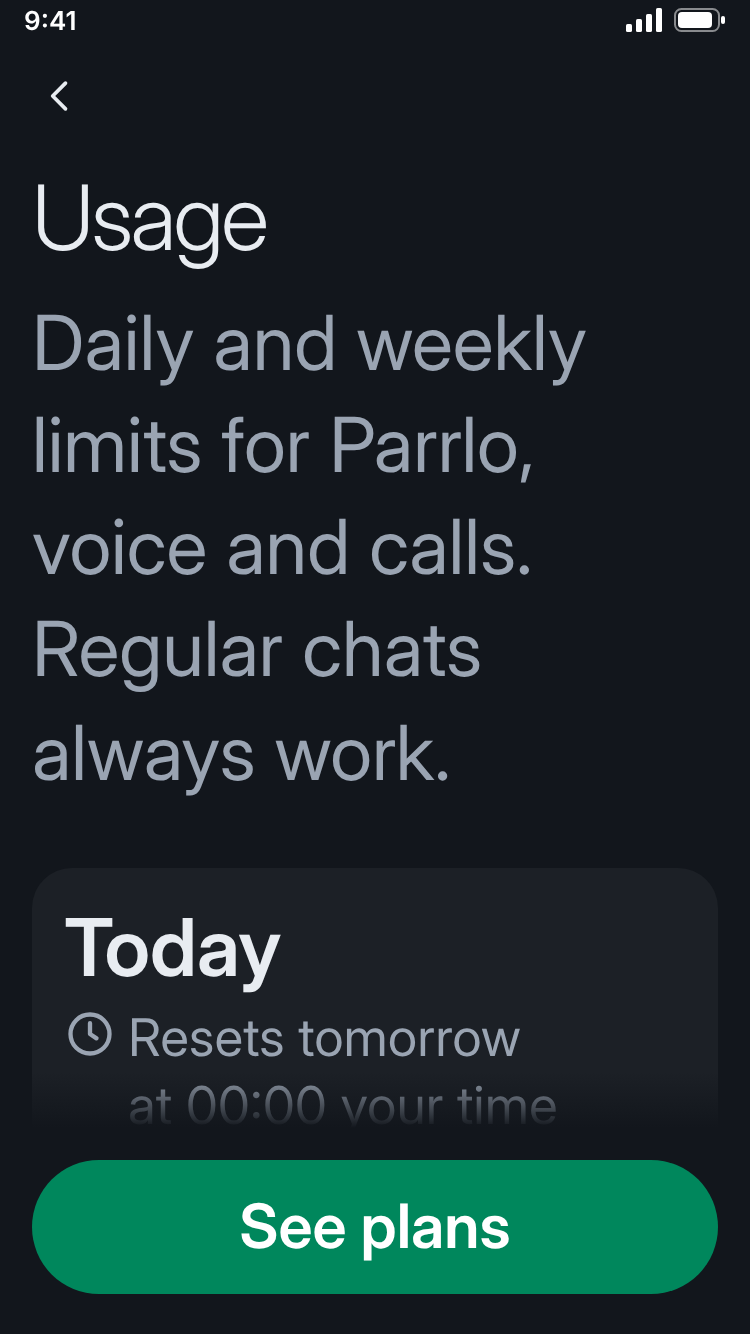 9:41
Usage
Daily and weekly
limits for Parrlo,
voice and calls.
Regular chats
always work.
Today
Resets tomorrow
at 00:00 your time
See plans